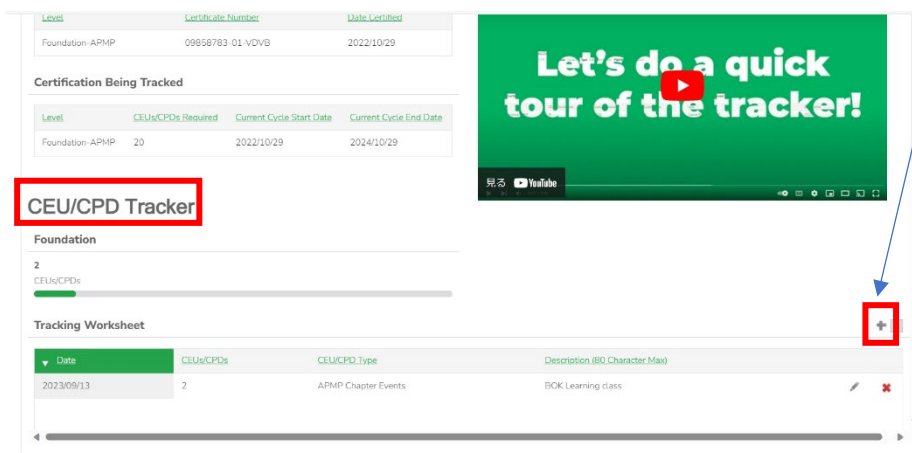 Level Certificate Number Date Certified
Foundation-APMP 09858783-01-VDVB 2022/10/29
Certification Being Tracked
Level CEUs/CPDs Required Current Cycle Start Date Current Cycle End Date
Foundation-APMP 20 2022/10/29 2024/10/29
Let's do a quick
tour of the tracker!
見る YouTube
CEU/CPD Tracker
Foundation
2
CEUs/CPDs
Tracking Worksheet
Date CEUs/CPDs CEU/CPD Type Description (80 Character Max)
2023/09/13 2 APMP Chapter Events BOK Learning class